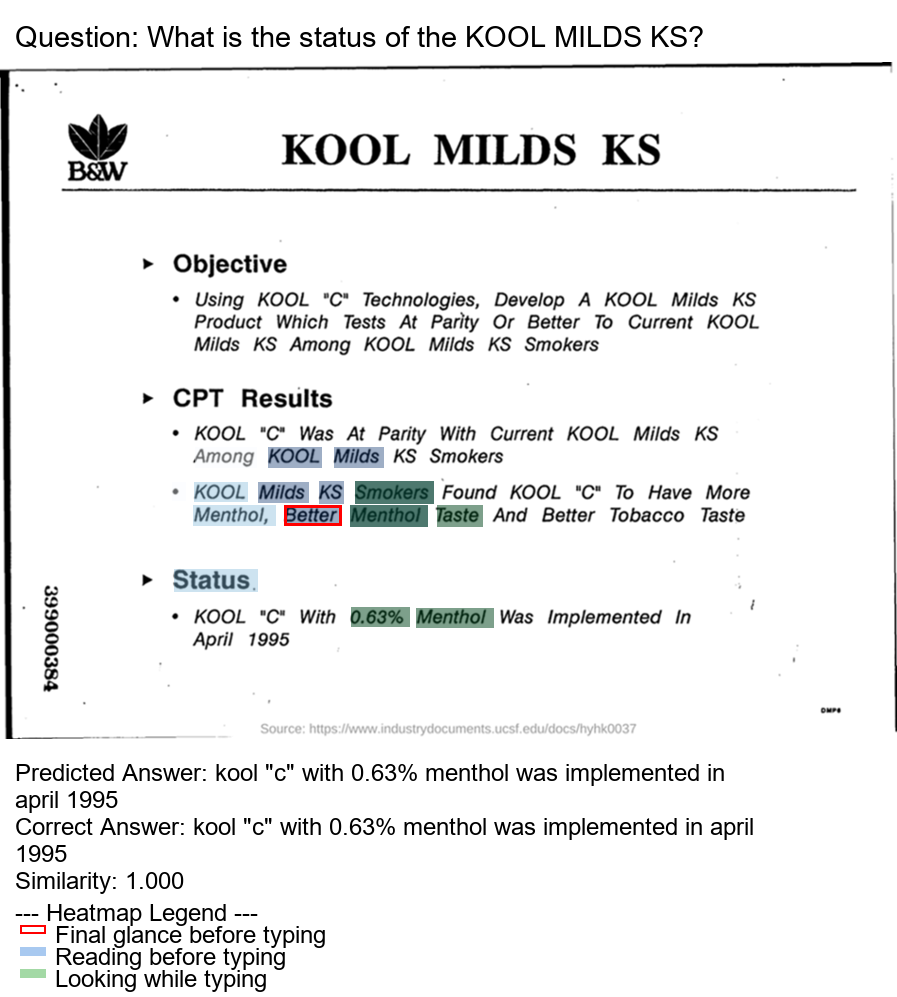 Question: What is the status of the KOOL MILDS KS?
B&W
KOOL MILDS KS
► Objective
• Using KOOL "C" Technologies, Develop A KOOL Milds KS
Product Which Tests At Parity Or Better To Current KOOL
Milds KS Among KOOL Milds KS Smokers
► CPT Results
• KOOL "C" Was At Parity With Current KOOL Milds KS
Among KOOL Milds KS Smokers
• KOOL Milds KS Smokers Found KOOL "C" To Have More
Menthol, Better Menthol Taste And Better Tobacco Taste
► Status
• KOOL "C" With 0.63% Menthol Was Implemented In
April 1995
399000384
Source: https://www.industrydocuments.ucsf.edu/docs/hyhk0037
Predicted Answer: kool "c" with 0.63% menthol was implemented in
april 1995
Correct Answer: kool "c" with 0.63% menthol was implemented in april
1995
Similarity: 1.000
--- Heatmap Legend ---
Final glance before typing
Reading before typing
Looking while typing